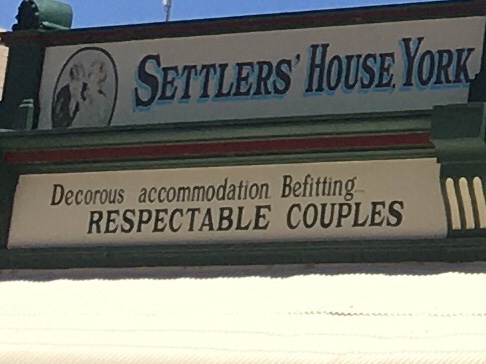 SETTLERS' HOUSE, YORK
Decorous accommodation Befitting
RESPECTABLE COUPLES